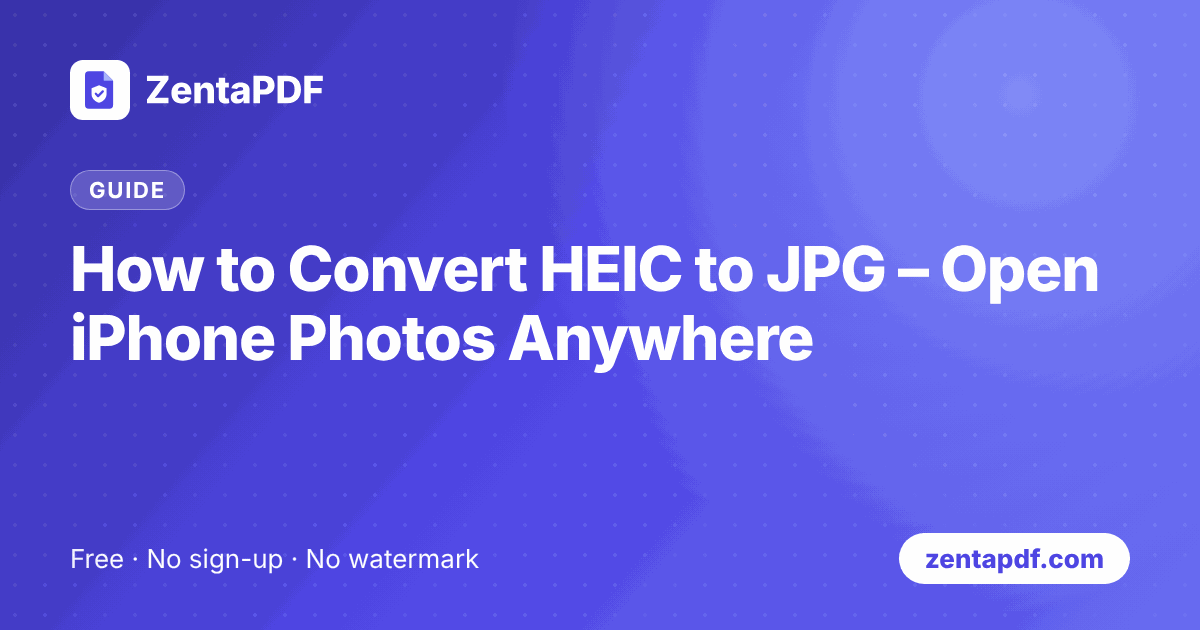 ZentaPDF
GUIDE
How to Convert HEIC to JPG – Open
iPhone Photos Anywhere
Free · No sign-up · No watermark
zentapdf.com